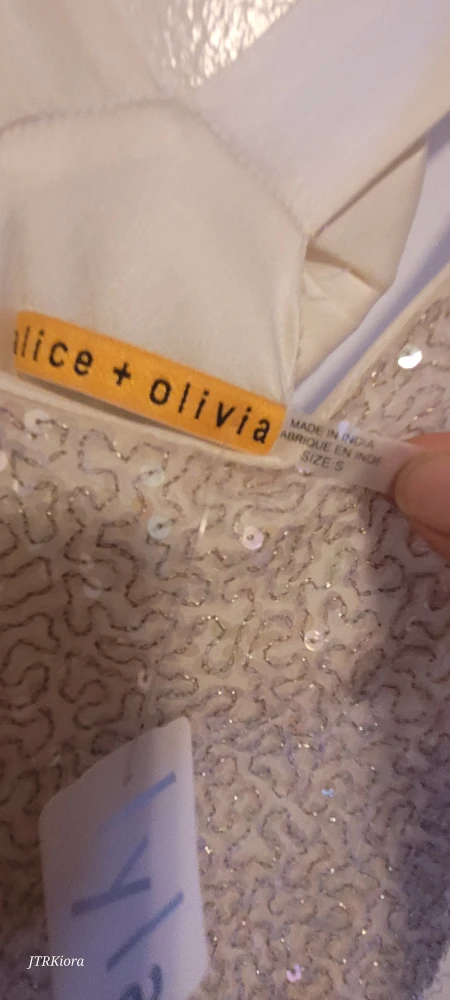 alice + olivia
MADE IN INDIA
FABRIQUE EN INDE
SIZE S
JTRKiora